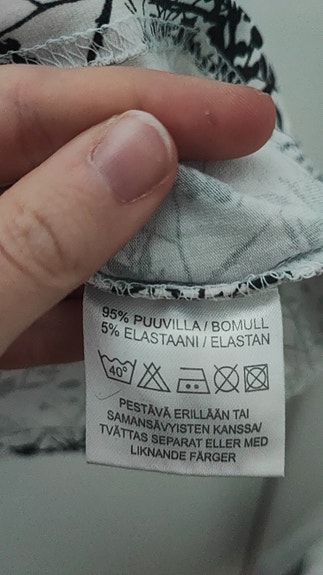 95% PUUVILLA / BOMULL
5% ELASTAANI / ELASTAN
40°
PESTÄVÄ ERILLÄÄN TAI
SAMANSÄVYISTEN KANSSA/
TVÄTTAS SEPARAT ELLER MED
LIKNANDE FÄRGER